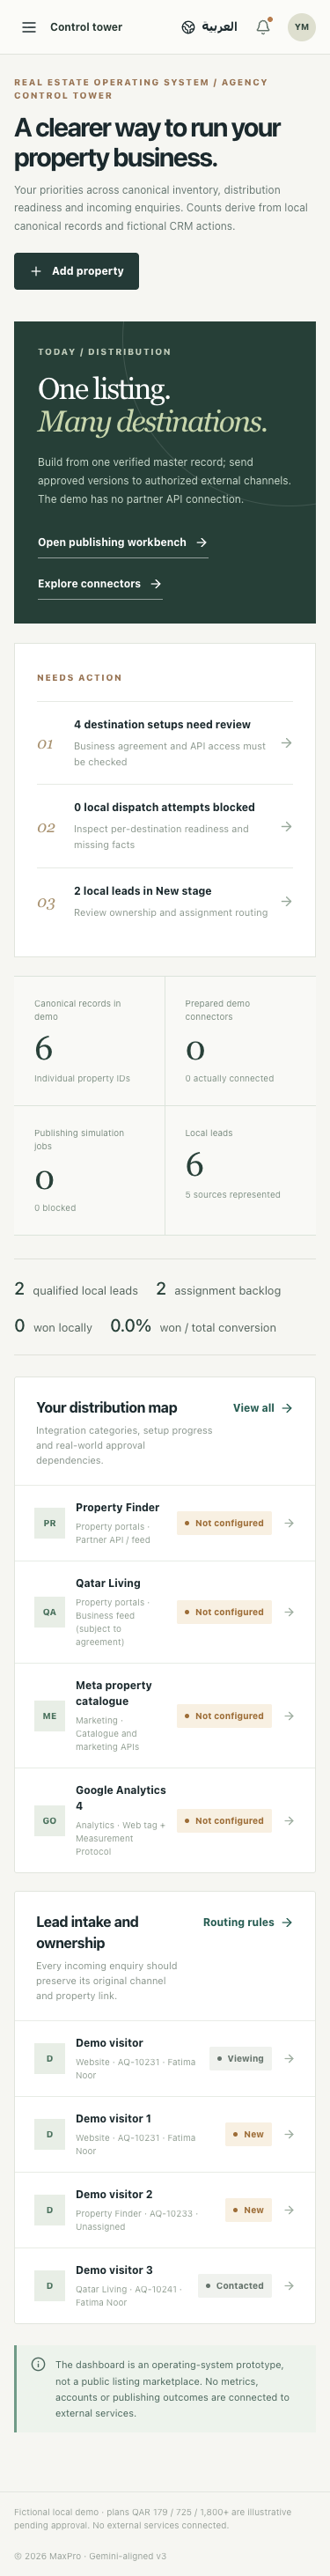 Control tower
العربية
YM
REAL ESTATE OPERATING SYSTEM / AGENCY
CONTROL TOWER
A clearer way to run your
property business.
Your priorities across canonical inventory, distribution
readiness and incoming enquiries. Counts derive from local
canonical records and fictional CRM actions.
Add property
TODAY / DISTRIBUTION
One listing.
Many destinations.
Build from one verified master record; send
approved versions to authorized external channels.
The demo has no partner API connection.
Open publishing workbench
Explore connectors
NEEDS ACTION
01
4 destination setups need review
Business agreement and API access must
be checked
02
0 local dispatch attempts blocked
Inspect per-destination readiness and
missing facts
03
2 local leads in New stage
Review ownership and assignment routing
Canonical records in
demo
6
Individual property IDs
Prepared demo
connectors
0
0 actually connected
Publishing simulation
jobs
0
0 blocked
Local leads
6
5 sources represented
2 qualified local leads 2 assignment backlog
0 won locally 0.0% won / total conversion
Your distribution map
View all
Integration categories, setup progress
and real-world approval
dependencies.
PR
Property Finder
Property portals ·
Partner API / feed
Not configured
QA
Qatar Living
Property portals ·
Business feed
(subject to
agreement)
Not configured
ME
Meta property
catalogue
Marketing ·
Catalogue and
marketing APIs
Not configured
GO
Google Analytics
4
Analytics · Web tag +
Measurement
Protocol
Not configured
Lead intake and
ownership
Routing rules
Every incoming enquiry should
preserve its original channel
and property link.
D
Demo visitor
Website · AQ-10231 · Fatima
Noor
Viewing
D
Demo visitor 1
Website · AQ-10231 · Fatima
Noor
New
D
Demo visitor 2
Property Finder · AQ-10233 ·
Unassigned
New
D
Demo visitor 3
Qatar Living · AQ-10241 ·
Fatima Noor
Contacted
The dashboard is an operating-system prototype,
not a public listing marketplace. No metrics,
accounts or publishing outcomes are connected to
external services.
Fictional local demo · plans QAR 179 / 725 / 1,800+ are illustrative
pending approval. No external services connected.
© 2026 MaxPro · Gemini-aligned v3